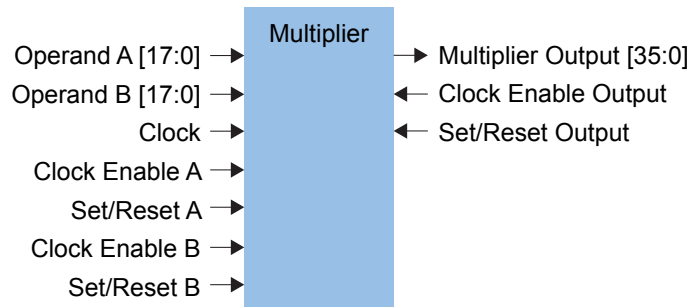 Multiplier
Operand A [17:0]
Operand B [17:0]
Clock
Clock Enable A
Set/Reset A
Clock Enable B
Set/Reset B
Multiplier Output [35:0]
Clock Enable Output
Set/Reset Output